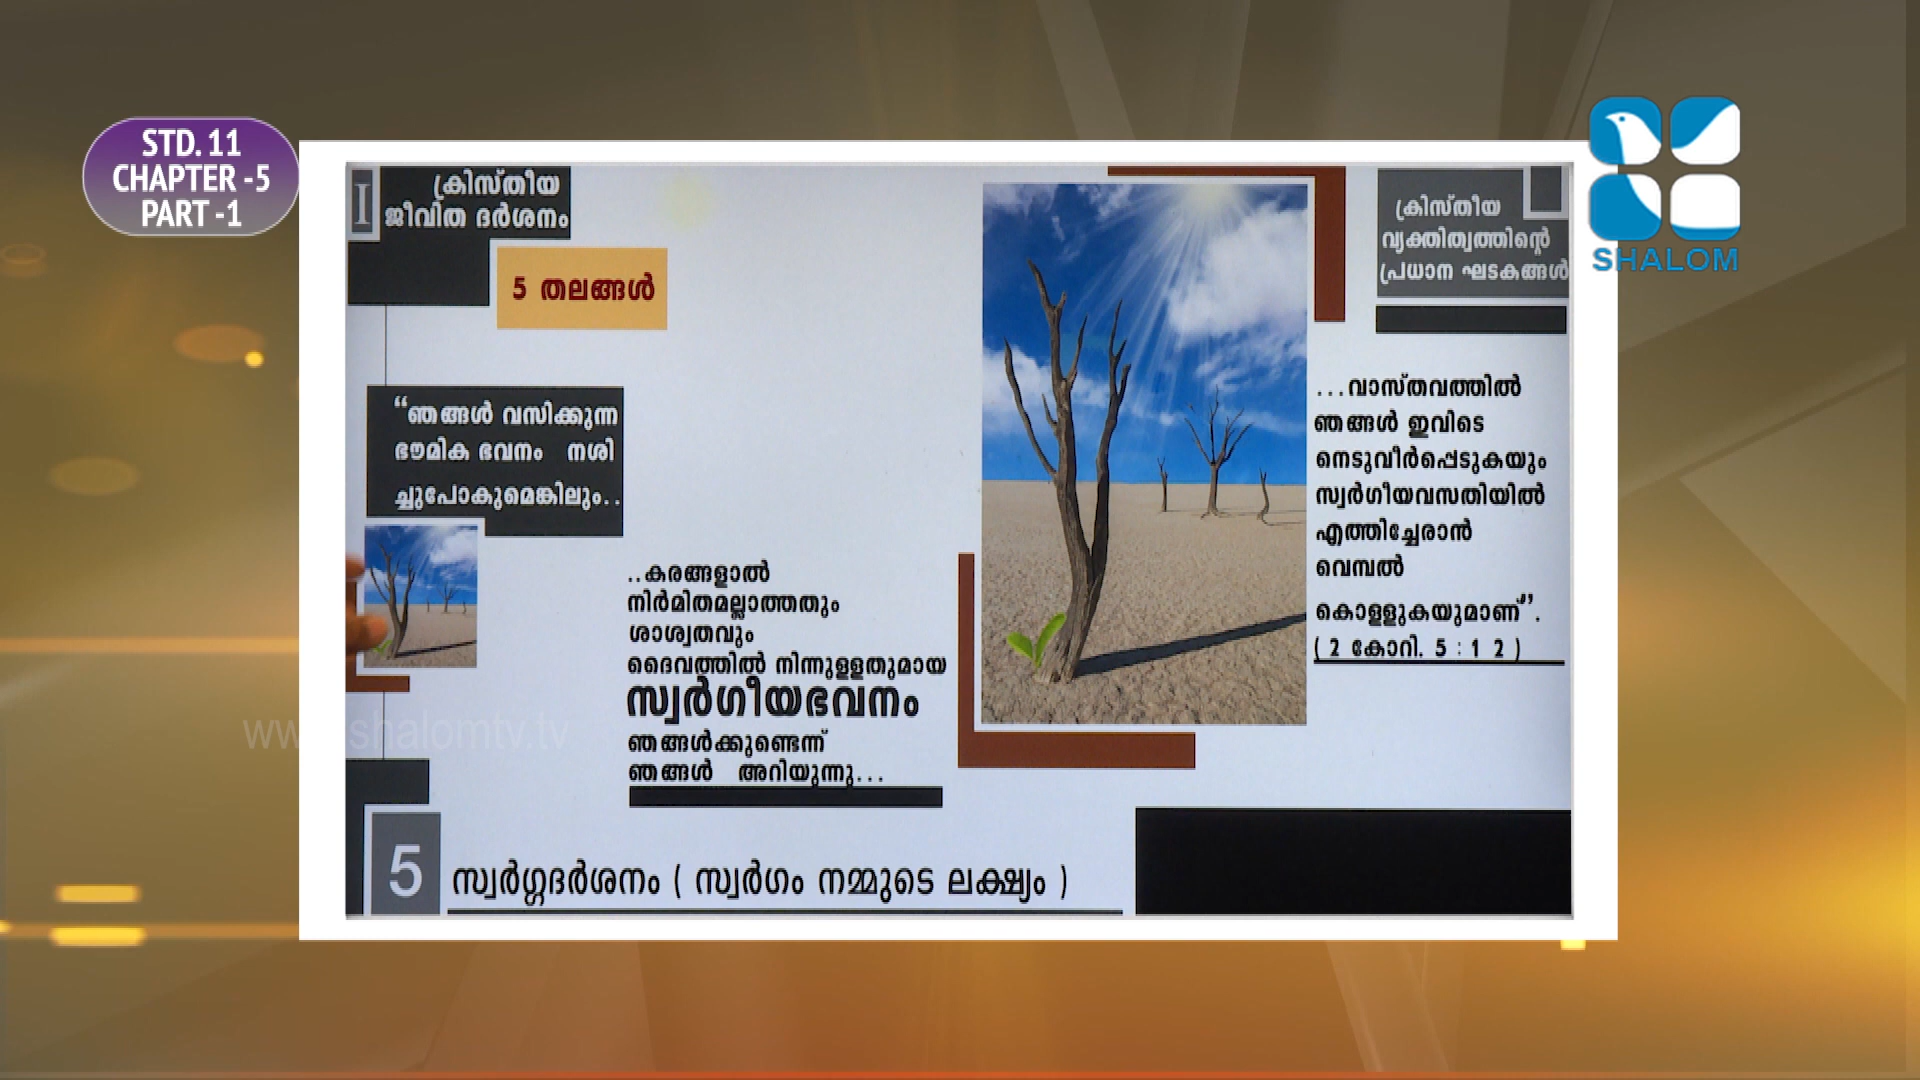 STD. 11
CHAPTER -5
PART -1
I
ക്രിസ്തീയ
ജീവിത ദർശനം
5 തലങ്ങൾ
“ഞങ്ങൾ വസിക്കുന്ന
ഭൗമിക ഭവനം നശി
ച്ചുപോകുമെങ്കിലും..
..കരങ്ങളാൽ
നിർമിതമല്ലാത്തതും
ശാശ്വതവും
ദൈവത്തിൽ നിന്നുള്ളതുമായ
സ്വർഗീയഭവനം
ഞങ്ങൾക്കുണ്ടെന്ന്
ഞങ്ങൾ അറിയുന്നു...
ക്രിസ്തീയ
വ്യക്തിത്വത്തിന്റെ
പ്രധാന ഘടകങ്ങൾ
SHALOM
...വാസ്തവത്തിൽ
ഞങ്ങൾ ഇവിടെ
നെടുവീർപ്പെടുകയും
സ്വർഗീയവസതിയിൽ
എത്തിച്ചേരാൻ
വെമ്പൽ
കൊള്ളുകയുമാണ്”.
( 2 കോറി. 5 : 1 2 )
www.shalomtv.tv
5 സ്വർഗ്ഗദർശനം ( സ്വർഗം നമ്മുടെ ലക്ഷ്യം )